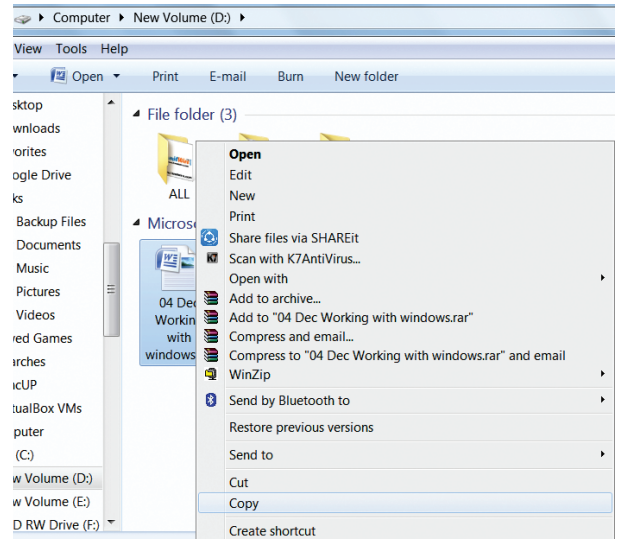 Computer ▸ New Volume (D:) ▸
View Tools Help
Open Print E-mail Burn New folder
sktop
wnloads
orites
ogle Drive
ks
Backup Files
Documents
Music
Pictures
Videos
ved Games
arches
ncUP
tualBox VMs
puter
(C:)
w Volume (D:)
w Volume (E:)
D RW Drive (F:)
File folder (3)
ALL
Microso
04 Dec
Workin
with
windows
Open
Edit
New
Print
Share files via SHAREit
Scan with K7AntiVirus...
Open with
Add to archive...
Add to "04 Dec Working with windows.rar"
Compress and email...
Compress to "04 Dec Working with windows.rar" and email
WinZip
Send by Bluetooth to
Restore previous versions
Send to
Cut
Copy
Create shortcut